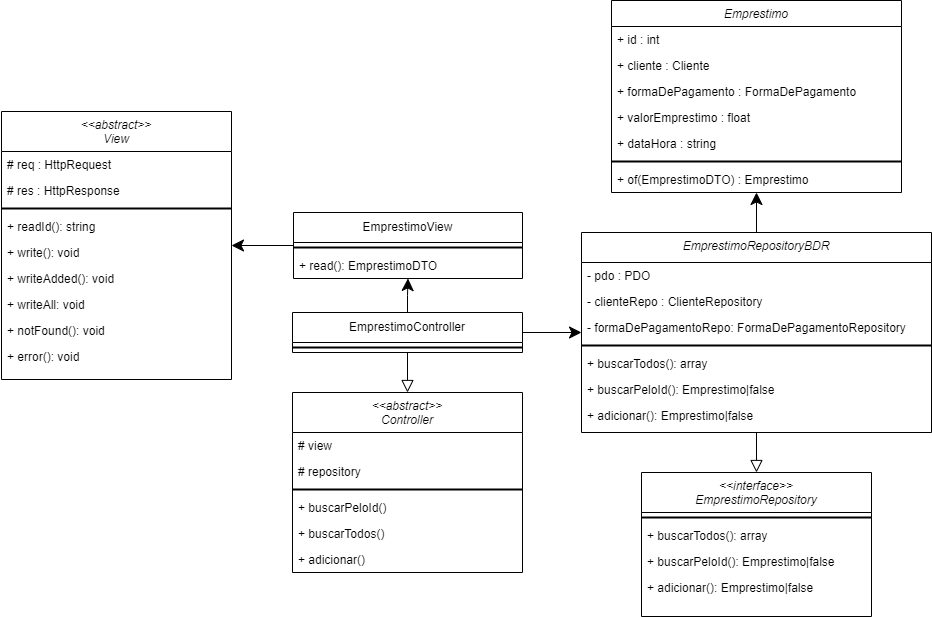 Emprestimo
+ id : int
+ cliente : Cliente
+ formaDePagamento : FormaDePagamento
+ valorEmprestimo : float
+ dataHora : string
+ of(EmprestimoDTO) : Emprestimo
<<abstract>>
View
# req : HttpRequest
# res : HttpResponse
+ readId(): string
+ write(): void
+ writeAdded(): void
+ writeAll: void
+ notFound(): void
+ error(): void
EmprestimoView
+ read(): EmprestimoDTO
EmprestimoController
<<abstract>>
Controller
# view
# repository
+ buscarPeloId()
+ buscarTodos()
+ adicionar()
EmprestimoRepositoryBDR
- pdo : PDO
- clienteRepo : ClienteRepository
- formaDePagamentoRepo: FormaDePagamentoRepository
+ buscarTodos(): array
+ buscarPeloId(): Emprestimo|false
+ adicionar(): Emprestimo|false
<<interface>>
EmprestimoRepository
+ buscarTodos(): array
+ buscarPeloId(): Emprestimo|false
+ adicionar(): Emprestimo|false